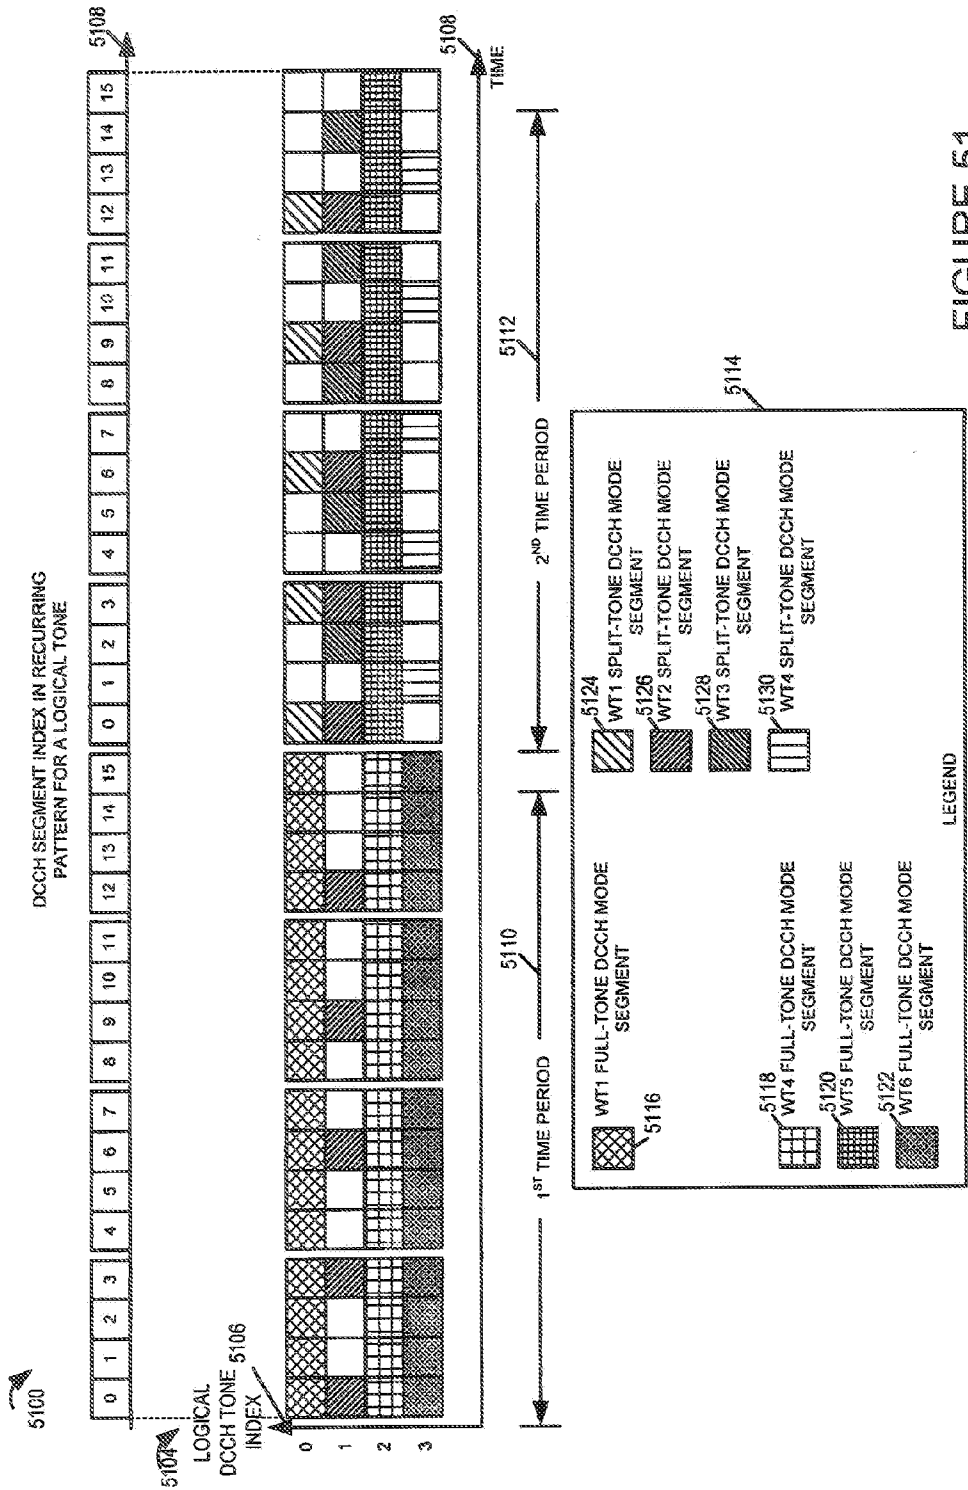 5100
DCCH SEGMENT INDEX IN RECURRING
PATTERN FOR A LOGICAL TONE
0 1 2 3 4 5 6 7 8 9 10 11 12 13 14 15 0 1 2 3 4 5 6 7 8 9 10 11 12 13 14 15
5108
5104
LOGICAL
DCCH TONE
INDEX
5106
0
1
2
3
5108
TIME
1ST TIME PERIOD
5110
2ND TIME PERIOD
5112
5114
WT1 FULL-TONE DCCH MODE
SEGMENT
5116
5118
WT4 FULL-TONE DCCH MODE
SEGMENT
5120
WT5 FULL-TONE DCCH MODE
SEGMENT
5122
WT6 FULL-TONE DCCH MODE
SEGMENT
5124
WT1 SPLIT-TONE DCCH MODE
SEGMENT
5126
WT2 SPLIT-TONE DCCH MODE
SEGMENT
5128
WT3 SPLIT-TONE DCCH MODE
SEGMENT
5130
WT4 SPLIT-TONE DCCH MODE
SEGMENT
LEGEND
FIGURE 51